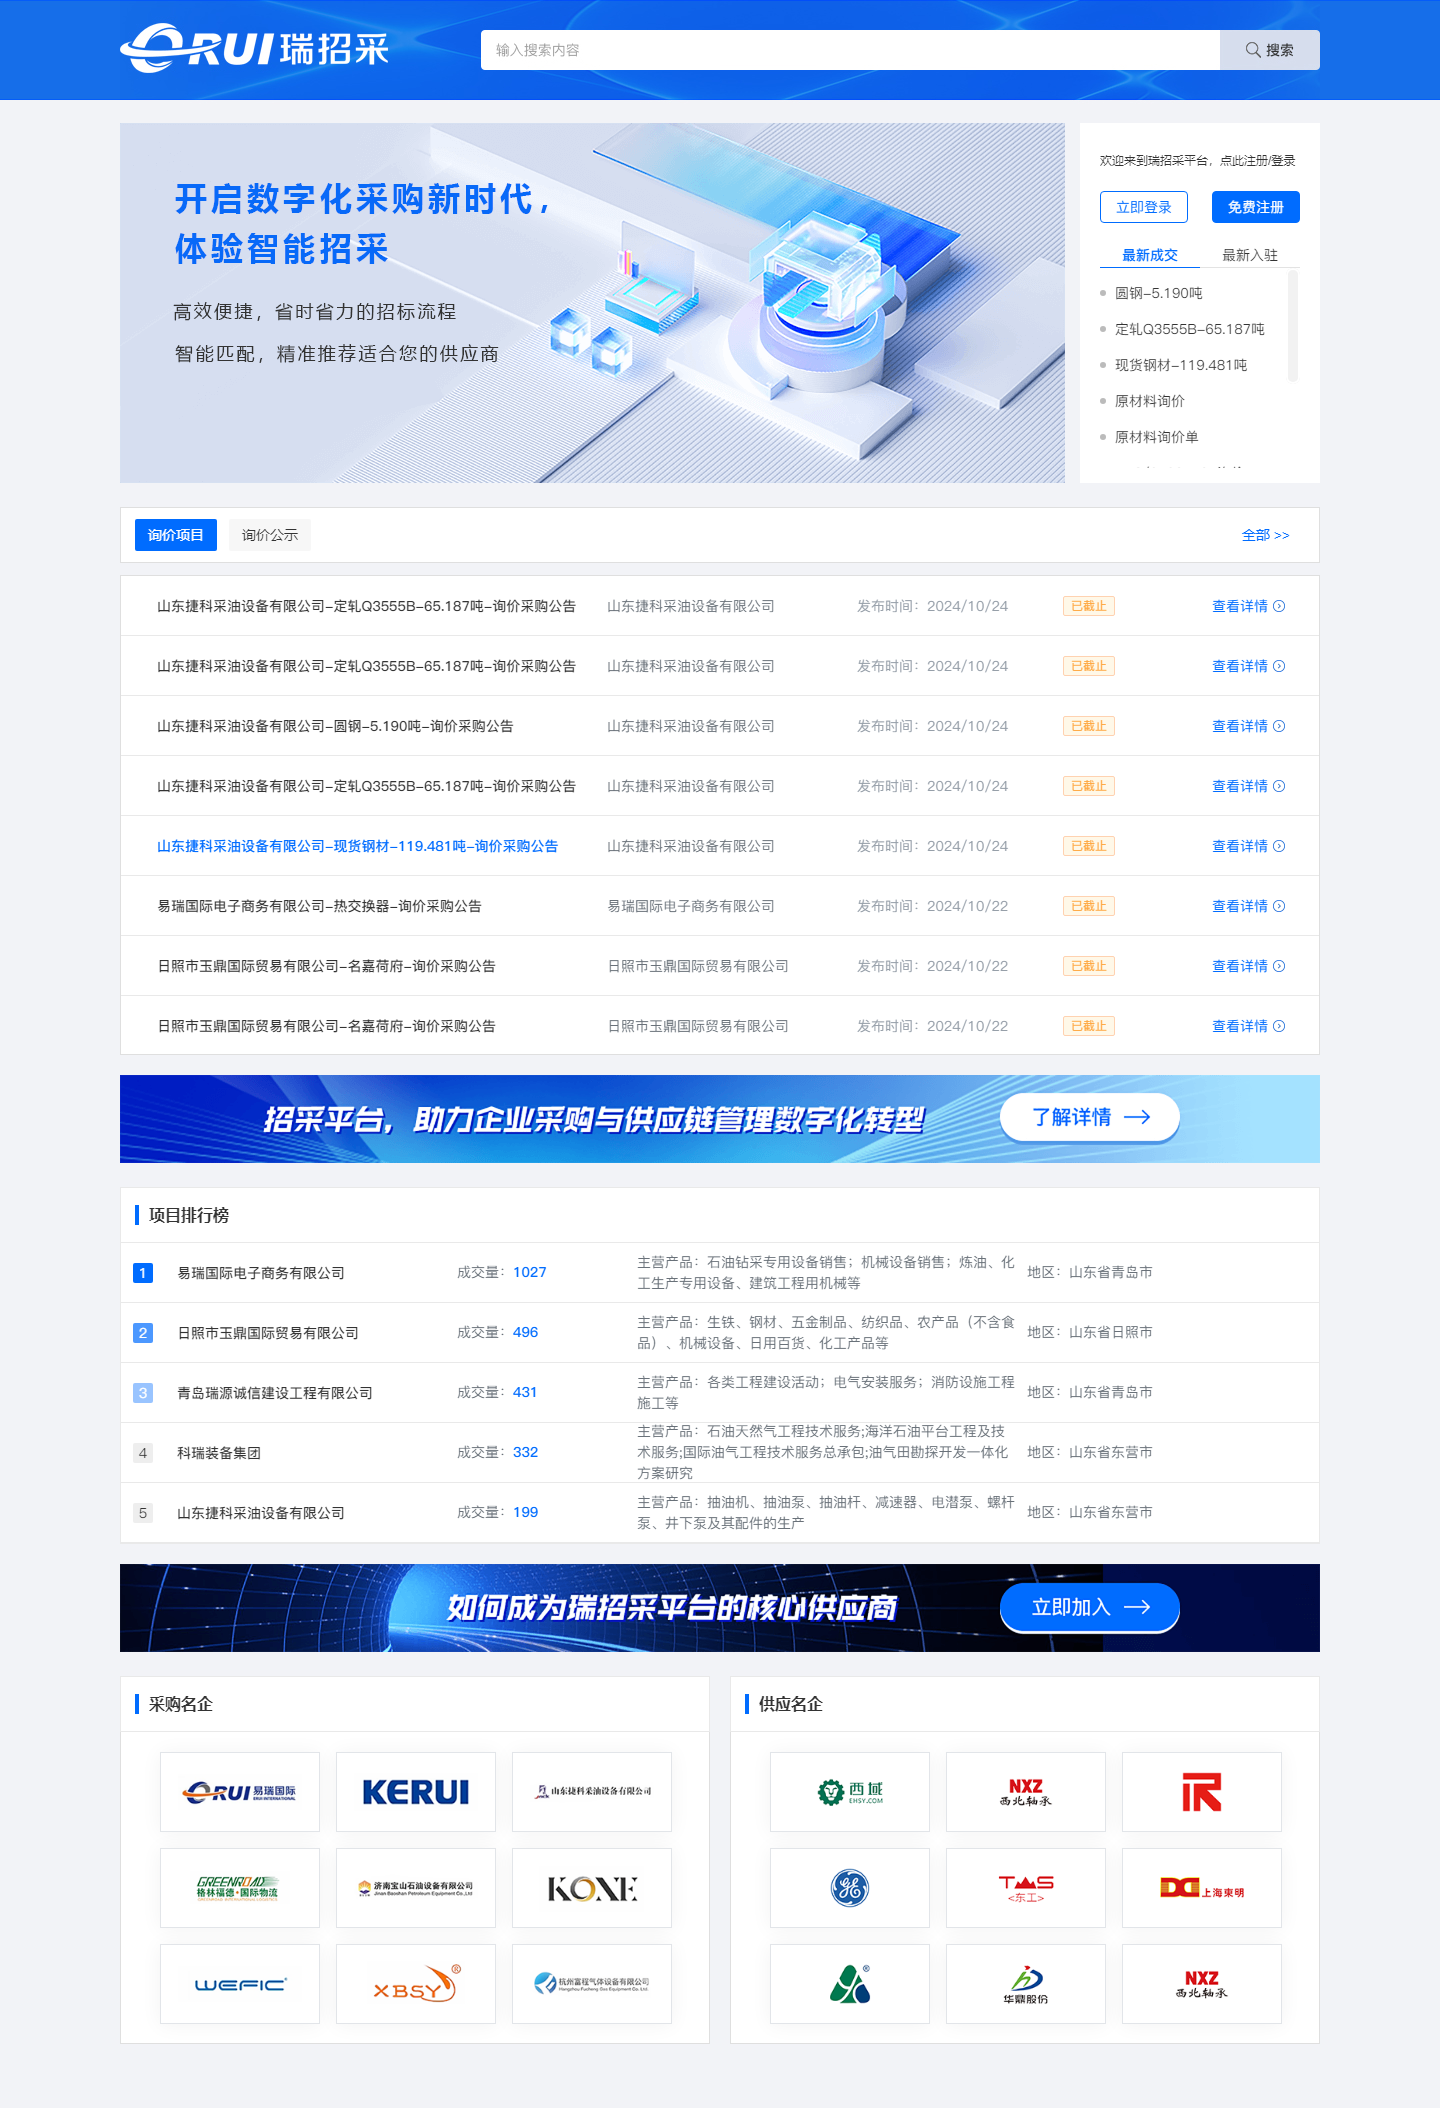 ERUI瑞招采
输入搜索内容
搜索
开启数字化采购新时代，
体验智能招采
高效便捷，省时省力的招标流程
智能匹配，精准推荐适合您的供应商
欢迎来到瑞招采平台，点此注册/登录
立即登录 免费注册
最新成交 最新入驻
圆钢-5.190吨
定轧Q3555B-65.187吨
现货钢材-119.481吨
原材料询价
原材料询价单
询价项目 询价公示 全部 >>
山东捷科采油设备有限公司-定轧Q3555B-65.187吨-询价采购公告 山东捷科采油设备有限公司 发布时间：2024/10/24 已截止 查看详情
山东捷科采油设备有限公司-定轧Q3555B-65.187吨-询价采购公告 山东捷科采油设备有限公司 发布时间：2024/10/24 已截止 查看详情
山东捷科采油设备有限公司-圆钢-5.190吨-询价采购公告 山东捷科采油设备有限公司 发布时间：2024/10/24 已截止 查看详情
山东捷科采油设备有限公司-定轧Q3555B-65.187吨-询价采购公告 山东捷科采油设备有限公司 发布时间：2024/10/24 已截止 查看详情
山东捷科采油设备有限公司-现货钢材-119.481吨-询价采购公告 山东捷科采油设备有限公司 发布时间：2024/10/24 已截止 查看详情
易瑞国际电子商务有限公司-热交换器-询价采购公告 易瑞国际电子商务有限公司 发布时间：2024/10/22 已截止 查看详情
日照市玉鼎国际贸易有限公司-名嘉荷府-询价采购公告 日照市玉鼎国际贸易有限公司 发布时间：2024/10/22 已截止 查看详情
日照市玉鼎国际贸易有限公司-名嘉荷府-询价采购公告 日照市玉鼎国际贸易有限公司 发布时间：2024/10/22 已截止 查看详情
招采平台，助力企业采购与供应链管理数字化转型 了解详情
项目排行榜
1 易瑞国际电子商务有限公司 成交量：1027 主营产品：石油钻采专用设备销售；机械设备销售；炼油、化
工生产专用设备、建筑工程用机械等 地区：山东省青岛市
2 日照市玉鼎国际贸易有限公司 成交量：496 主营产品：生铁、钢材、五金制品、纺织品、农产品（不含食
品）、机械设备、日用百货、化工产品等 地区：山东省日照市
3 青岛瑞源诚信建设工程有限公司 成交量：431 主营产品：各类工程建设活动；电气安装服务；消防设施工程
施工等 地区：山东省青岛市
4 科瑞装备集团 成交量：332 主营产品：石油天然气工程技术服务;海洋石油平台工程及技
术服务;国际油气工程技术服务总承包;油气田勘探开发一体化
方案研究 地区：山东省东营市
5 山东捷科采油设备有限公司 成交量：199 主营产品：抽油机、抽油泵、抽油杆、减速器、电潜泵、螺杆
泵、井下泵及其配件的生产 地区：山东省东营市
如何成为瑞招采平台的核心供应商 立即加入
采购名企
ERUI 易瑞国际
ERUI INTERNATIONAL
KERUI
山东捷科采油设备有限公司
GREENROAD
格林福德·国际物流
济南宝山石油设备有限公司
Jinan Baoshan Petroleum Equipment Co.,Ltd
KONE
WEFIC
XBSY®
杭州富程气体设备有限公司
Hangzhou Fucheng Gas Equipment Co. Ltd
供应名企
西域
EHSY.COM
NXZ
西北轴承
GE
TMS
<东工>
上海東明
华鼎股份
NXZ
西北轴承